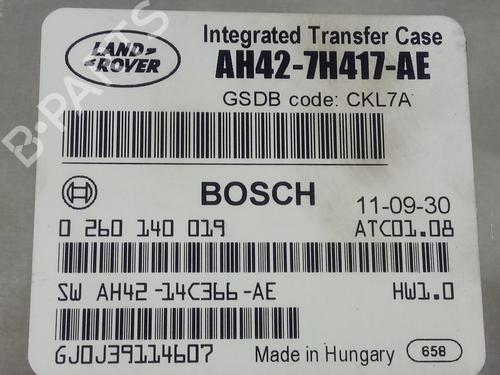 LAND
ROVER
Integrated Transfer Case
AH42-7H417-AE
GSDB code: CKL7A
BOSCH
11-09-30
0 260 140 019
ATC01.08
SW AH42-14C366-AE
HW1.0
GJ0J39114607
Made in Hungary
658
B-PARTS